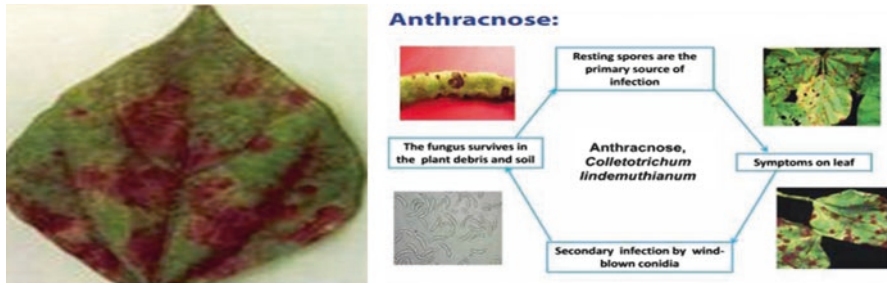 Anthracnose:
Resting spores are the
primary source of
infection
The fungus survives in
the plant debris and soil
Anthracnose,
Colletotrichum
lindemuthianum
Symptoms on leaf
Secondary infection by wind-
blown conidia